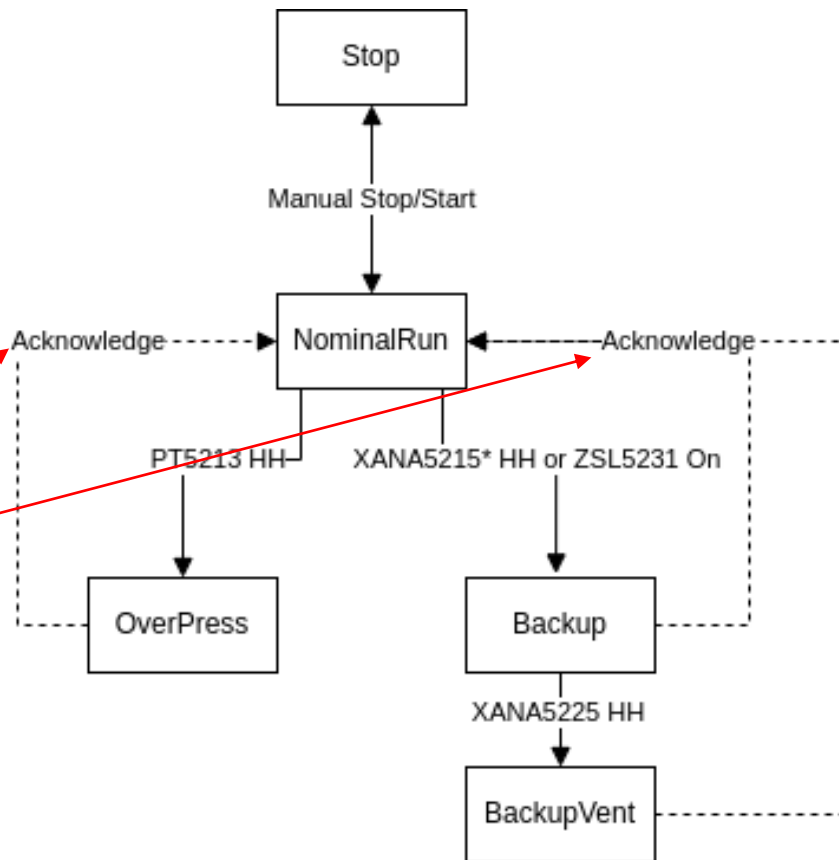 Stop
Manual Stop/Start
Acknowledge
NominalRun
Acknowledge
PT5213 HH
XANA5215* HH or ZSL5231 On
OverPress
Backup
XANA5225 HH
BackupVent